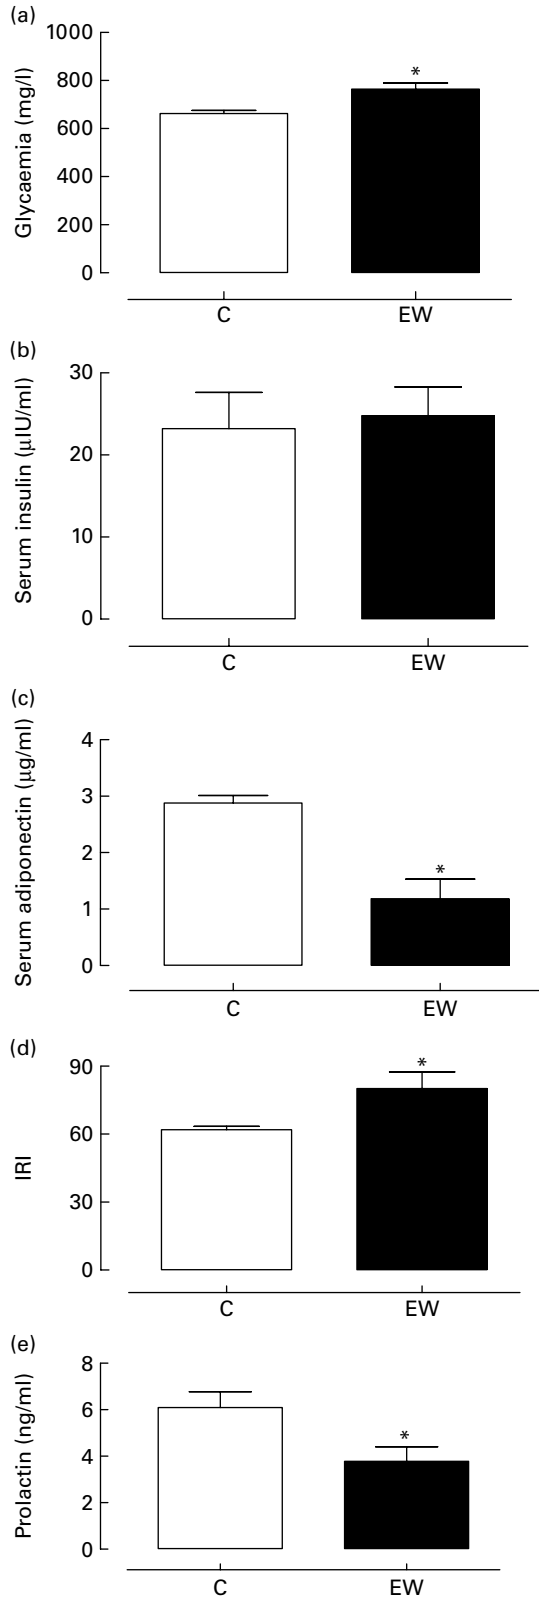 (a)
Glycaemia (mg/l)
1000
800
600
400
200
0
*
C EW
(b)
Serum insulin (μIU/ml)
30
20
10
0
C EW
(c)
Serum adiponectin (μg/ml)
4
3
2
1
0
*
C EW
(d)
IRI
90
60
30
0
*
C EW
(e)
Prolactin (ng/ml)
8
6
4
2
0
*
C EW